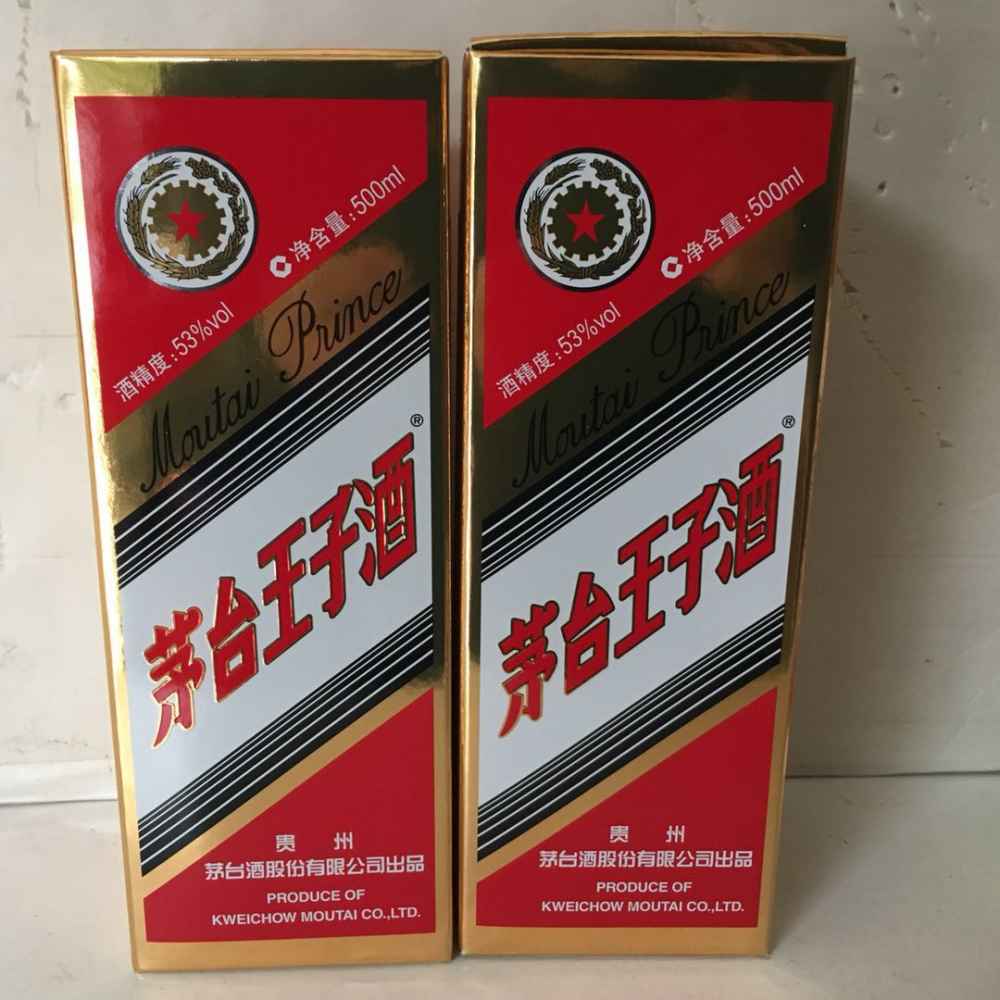 净含量:500ml
酒精度:53%vol
Moutai Prince
茅台王子酒®
贵 州
茅台酒股份有限公司出品
PRODUCE OF
KWEICHOW MOUTAI CO.,LTD.
净含量:500ml
酒精度:53%vol
Moutai Prince
茅台王子酒®
贵 州
茅台酒股份有限公司出品
PRODUCE OF
KWEICHOW MOUTAI CO.,LTD.